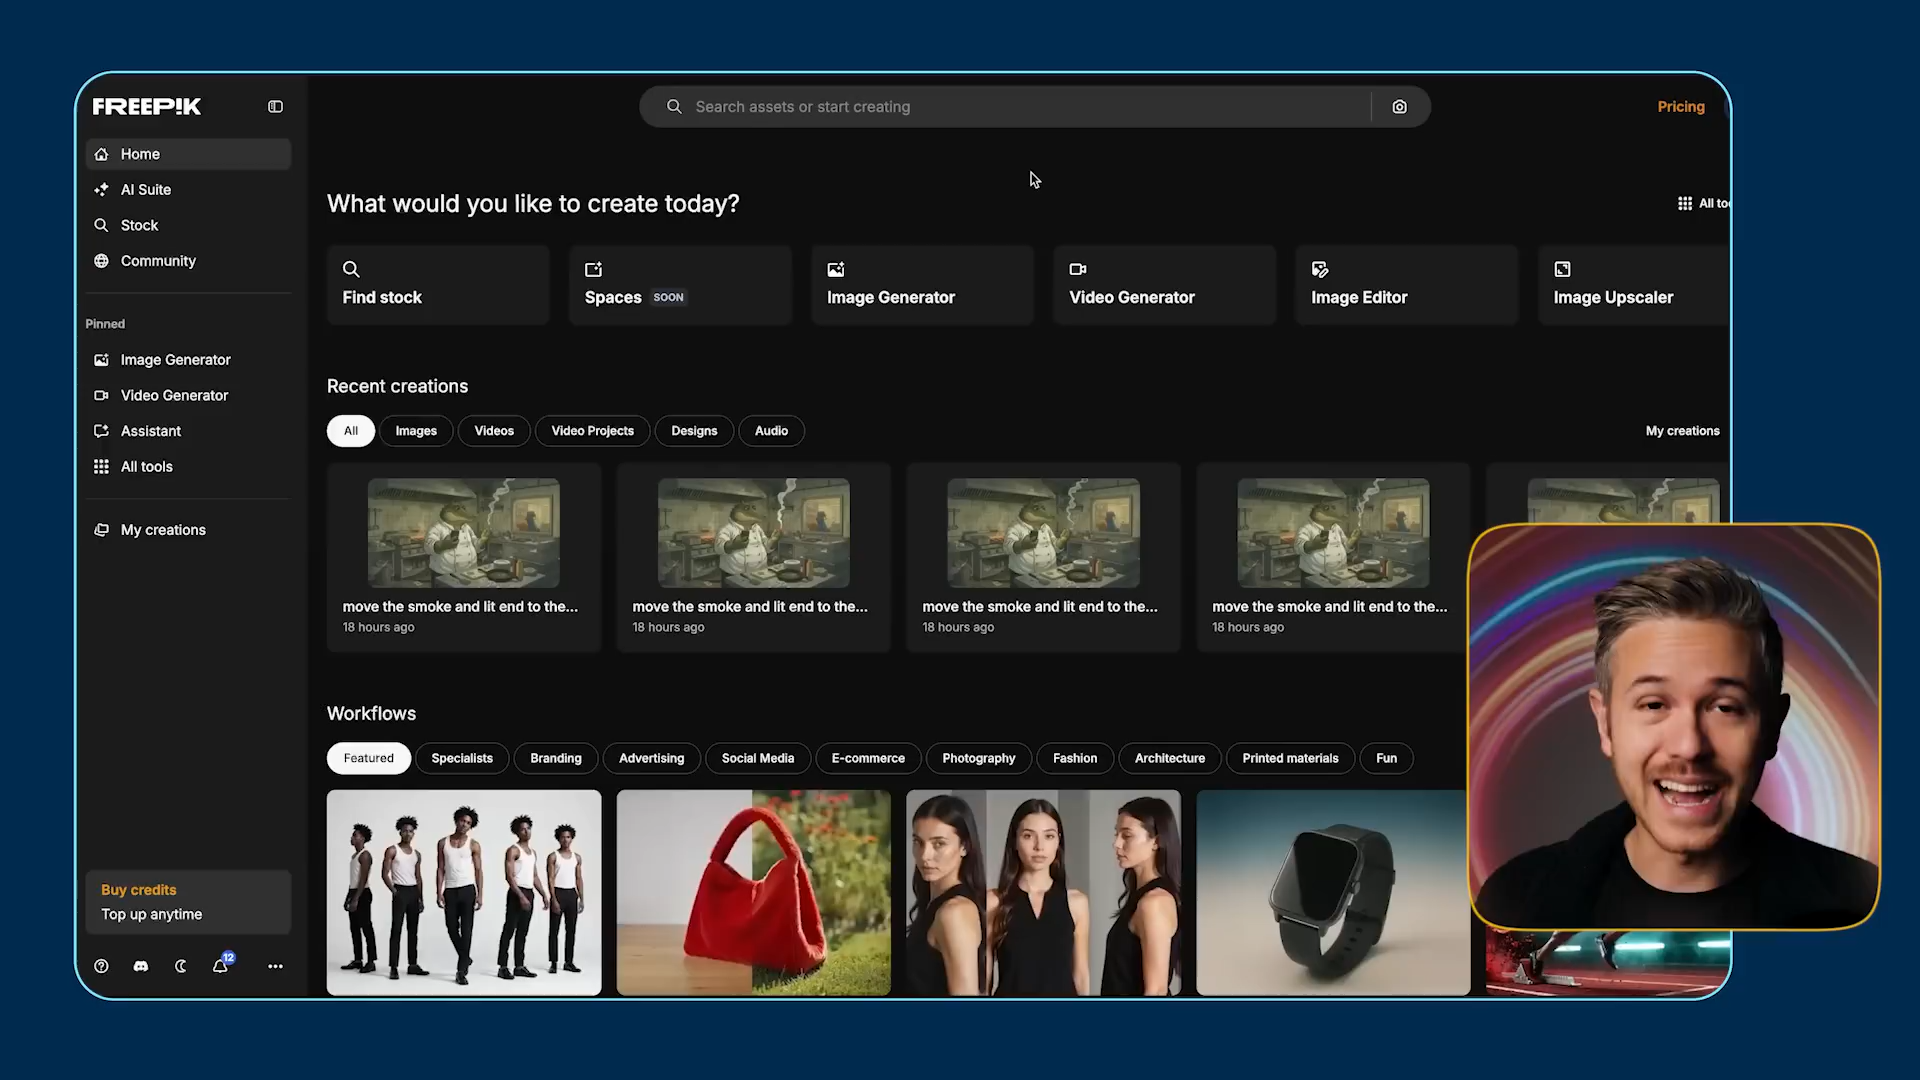 FREEP!K
Search assets or start creating
Pricing
Home
AI Suite
Stock
Community
Pinned
Image Generator
Video Generator
Assistant
All tools
My creations
Buy credits
Top up anytime
12
What would you like to create today?
All too
Find stock
Spaces SOON
Image Generator
Video Generator
Image Editor
Image Upscaler
Recent creations
All
Images
Videos
Video Projects
Designs
Audio
My creations
move the smoke and lit end to the...
18 hours ago
move the smoke and lit end to the...
18 hours ago
move the smoke and lit end to the...
18 hours ago
move the smoke and lit end to the...
18 hours ago
Workflows
Featured
Specialists
Branding
Advertising
Social Media
E-commerce
Photography
Fashion
Architecture
Printed materials
Fun